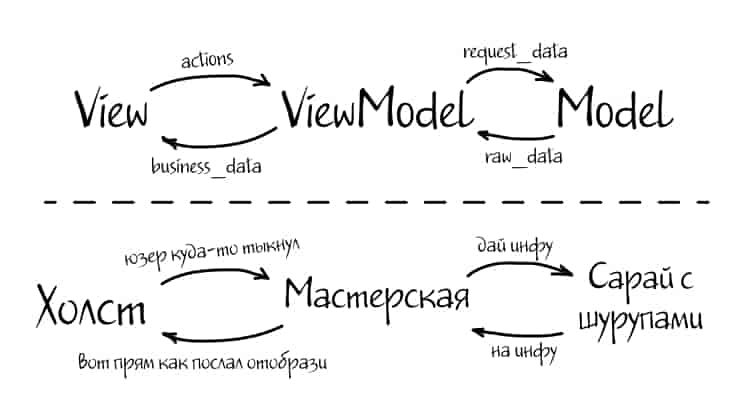 actions
request_data
View
ViewModel
Model
business_data
raw_data
юзер куда-то тыкнул
дай инфу
Холст
Мастерская
Сарай с
шурупами
Вот прям как послал отобрази
на инфу